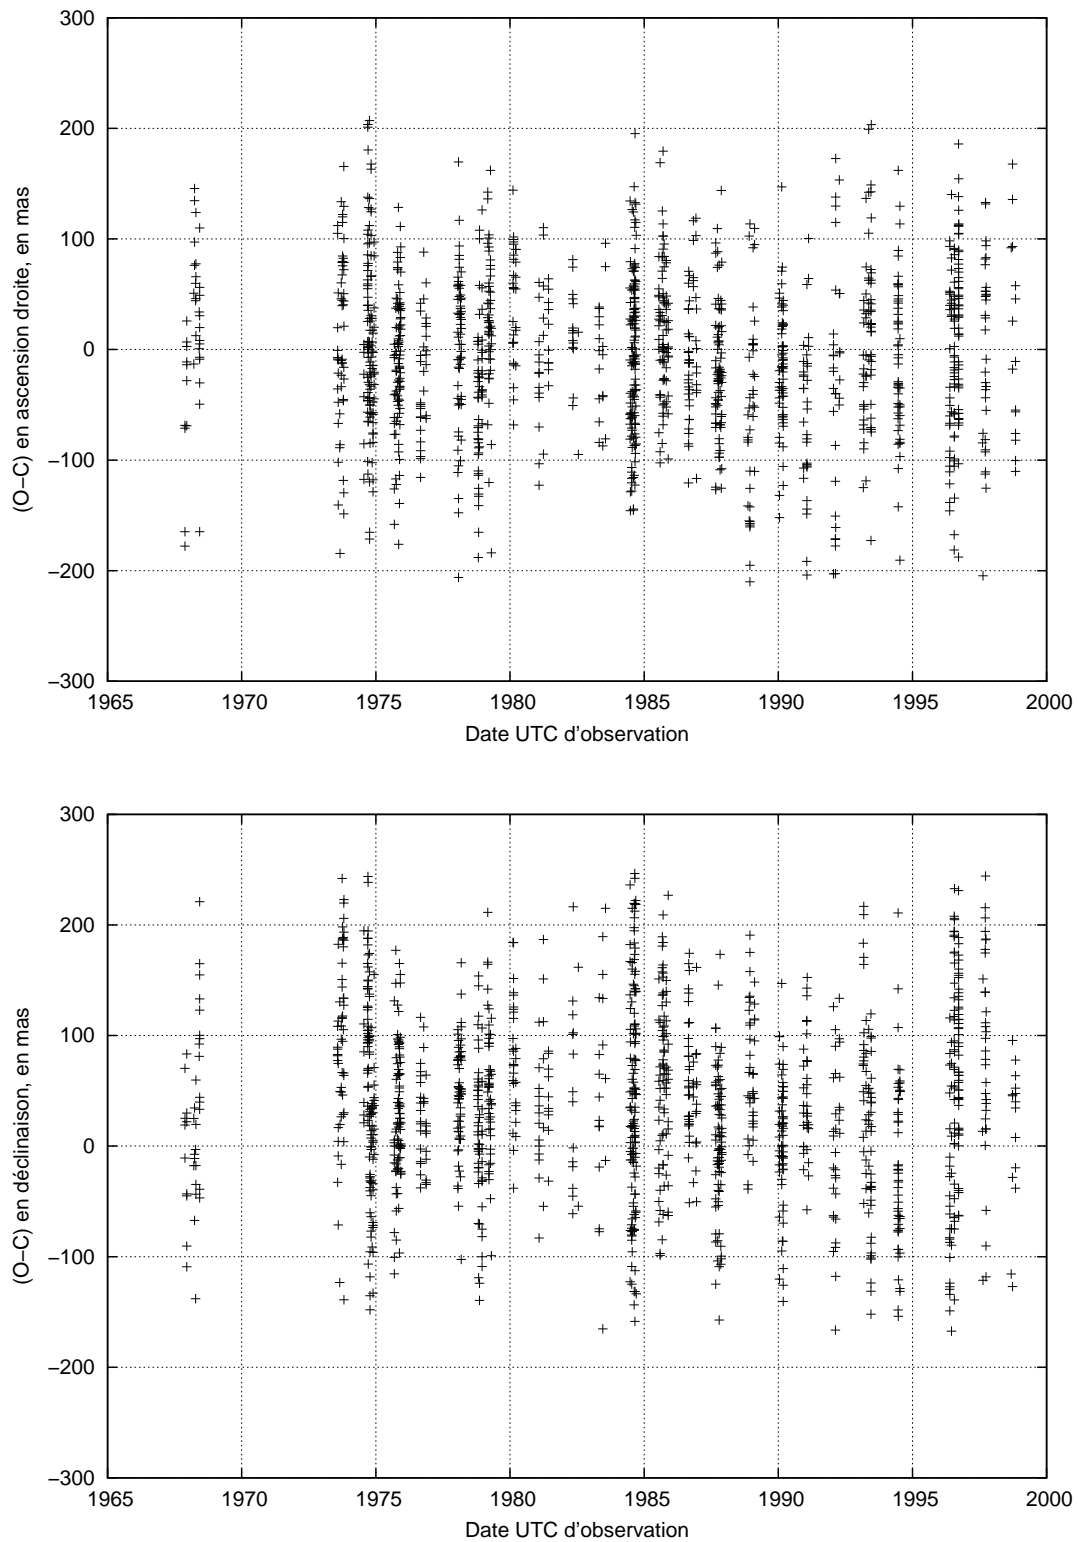 300
200
100
0
−100
−200
−300
(O−C) en ascension droite, en mas
1965 1970 1975 1980 1985 1990 1995 2000
Date UTC d'observation
300
200
100
0
−100
−200
−300
(O−C) en déclinaison, en mas
1965 1970 1975 1980 1985 1990 1995 2000
Date UTC d'observation